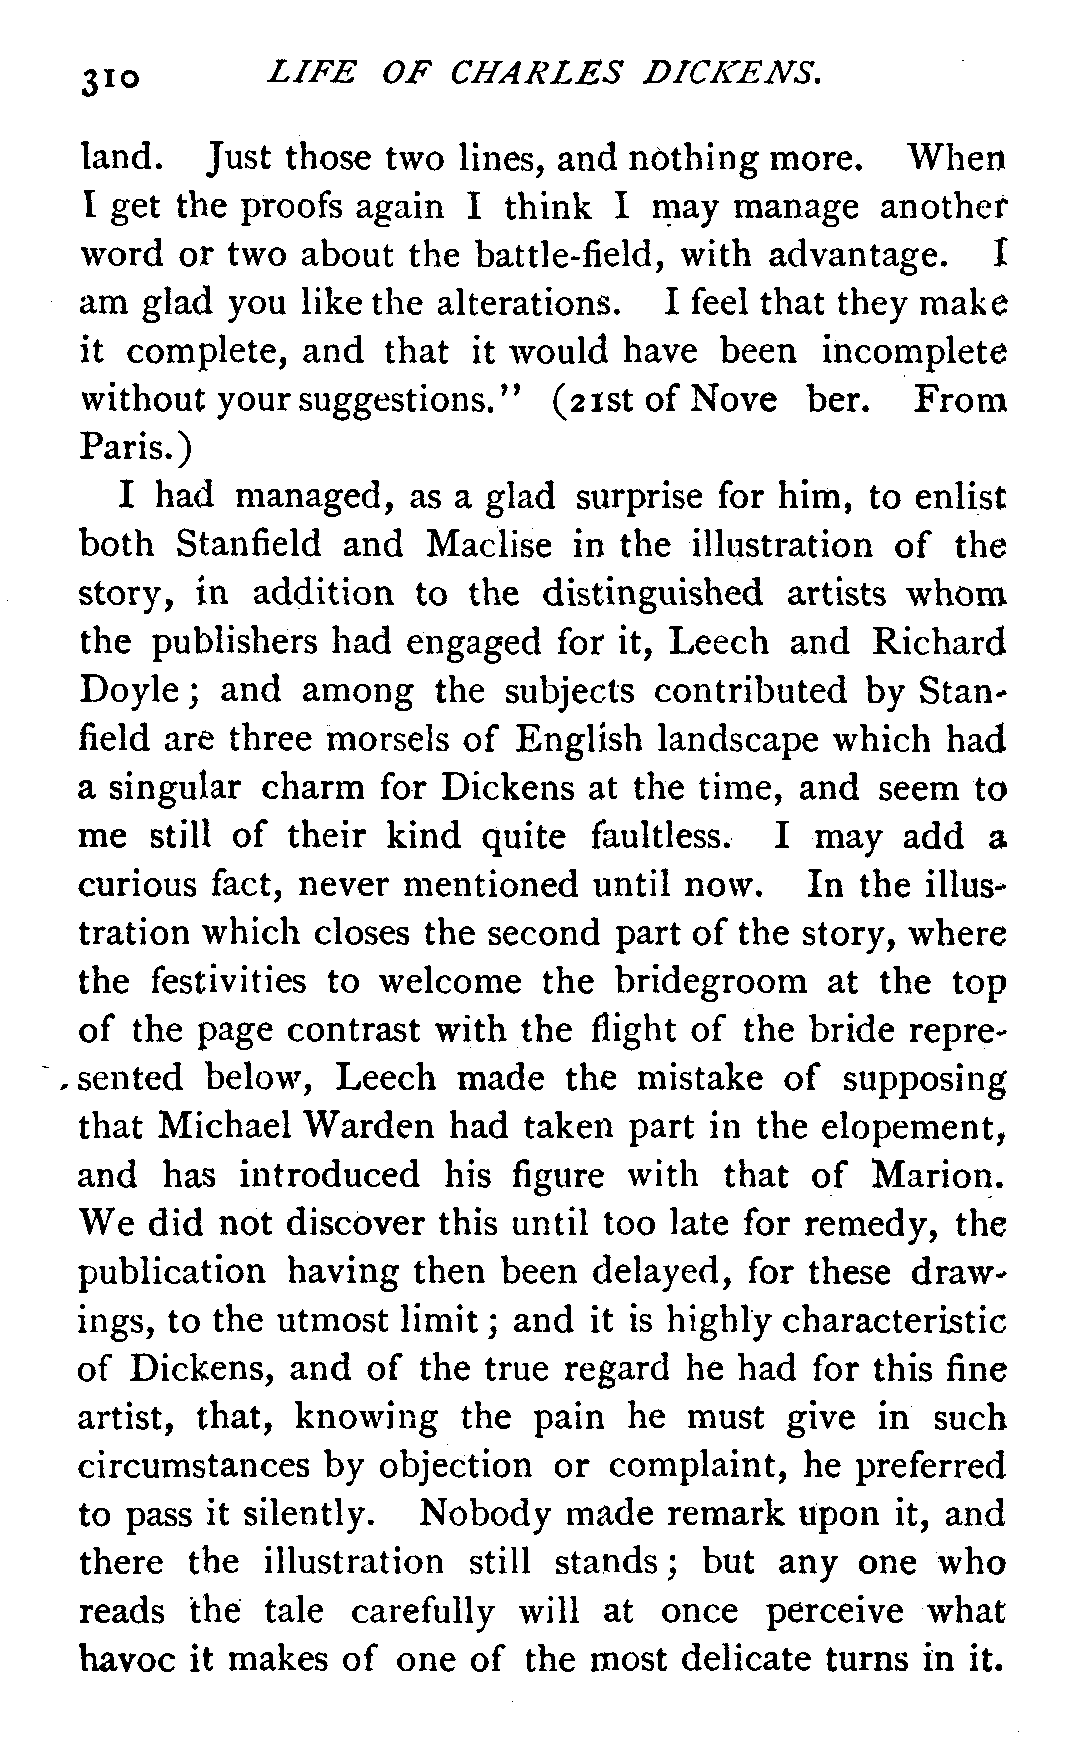 310 LIFE OF CHARLES DICKENS.
land. Just those two lines, and nothing more. When
I get the proofs again I think I may manage another
word or two about the battle-field, with advantage. I
am glad you like the alterations. I feel that they make
it complete, and that it would have been incomplete
without your suggestions." (21st of Nove ber. From
Paris.)
I had managed, as a glad surprise for him, to enlist
both Stanfield and Maclise in the illustration of the
story, in addition to the distinguished artists whom
the publishers had engaged for it, Leech and Richard
Doyle; and among the subjects contributed by Stan-
field are three morsels of English landscape which had
a singular charm for Dickens at the time, and seem to
me still of their kind quite faultless. I may add a
curious fact, never mentioned until now. In the illus-
tration which closes the second part of the story, where
the festivities to welcome the bridegroom at the top
of the page contrast with the flight of the bride repre-
sented below, Leech made the mistake of supposing
that Michael Warden had taken part in the elopement,
and has introduced his figure with that of Marion.
We did not discover this until too late for remedy, the
publication having then been delayed, for these draw-
ings, to the utmost limit; and it is highly characteristic
of Dickens, and of the true regard he had for this fine
artist, that, knowing the pain he must give in such
circumstances by objection or complaint, he preferred
to pass it silently. Nobody made remark upon it, and
there the illustration still stands; but any one who
reads the tale carefully will at once perceive what
havoc it makes of one of the most delicate turns in it.